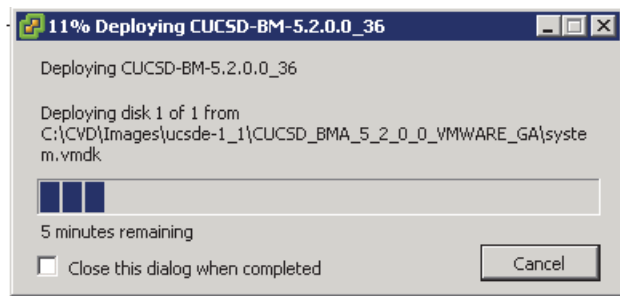 11% Deploying CUCSD-BM-5.2.0.0_36
Deploying CUCSD-BM-5.2.0.0_36
Deploying disk 1 of 1 from
C:\CVD\Images\ucsde-1_1\CUCSD_BMA_5_2_0_0_VMWARE_GA\syste
m.vmdk
5 minutes remaining
Close this dialog when completed
Cancel